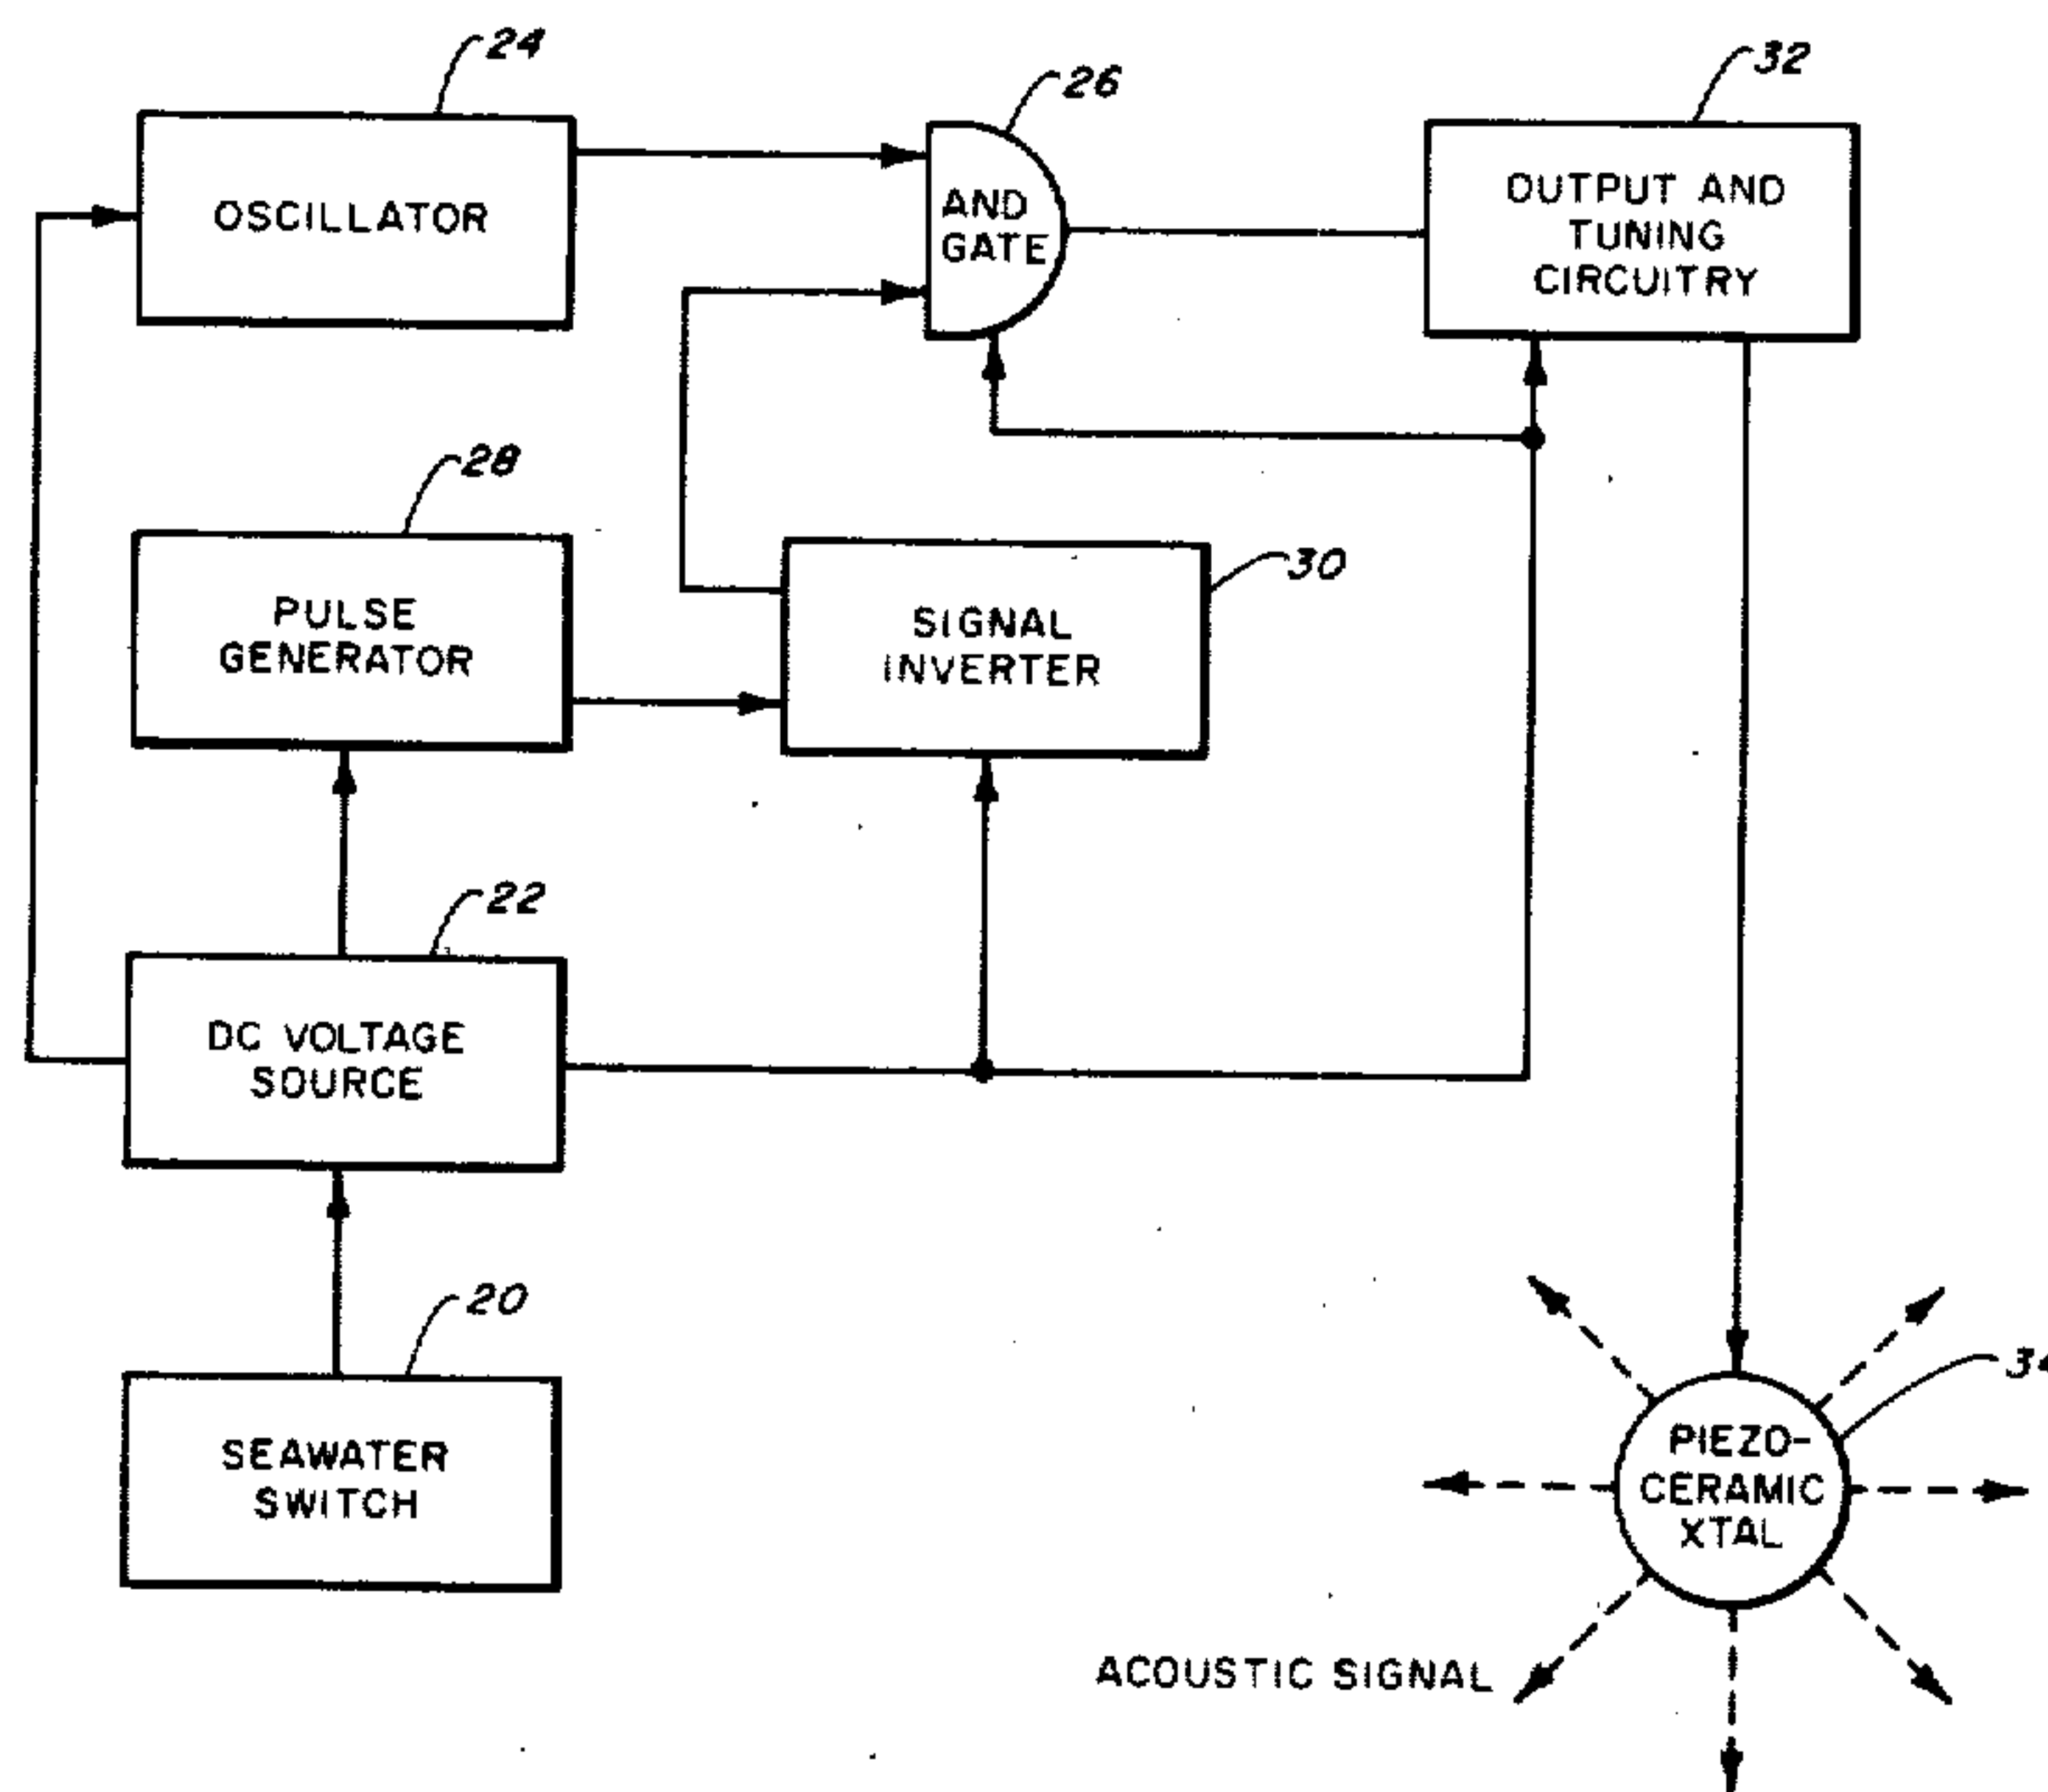 24
26
32
OSCILLATOR
AND
GATE
OUTPUT AND
TUNING
CIRCUITRY
28
30
PULSE
GENERATOR
SIGNAL
INVERTER
22
DC VOLTAGE
SOURCE
20
SEAWATER
SWITCH
34
PIEZO-
CERAMIC
XTAL
ACOUSTIC SIGNAL